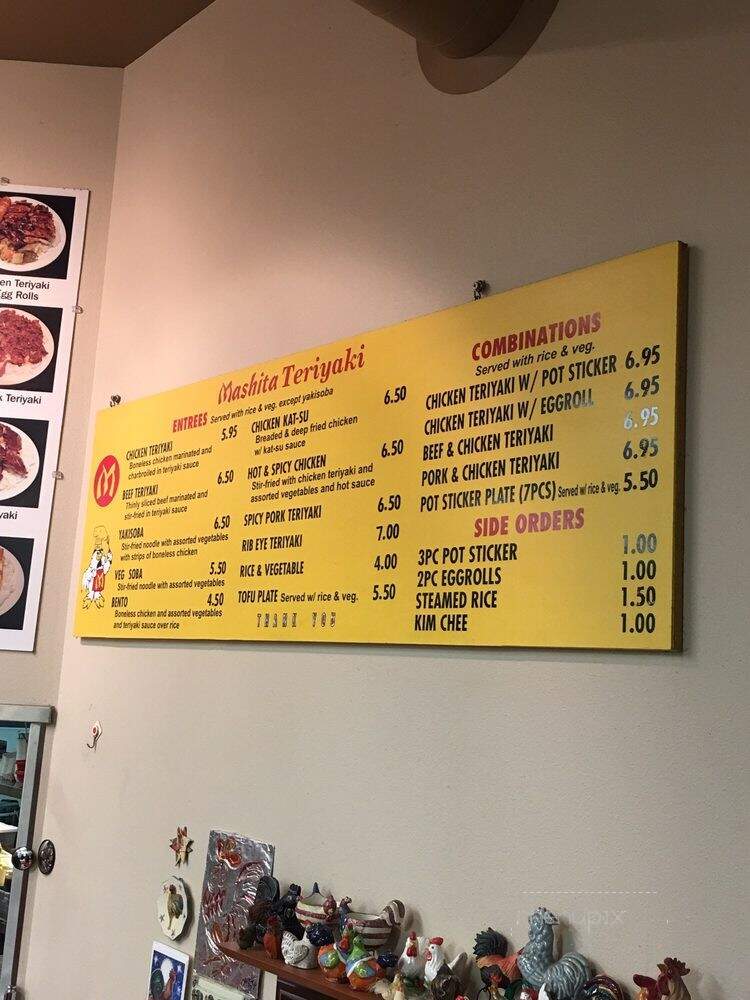 en Teriyaki
gg Rolls
k Teriyaki
yaki
Mashita Teriyaki
ENTREES Served with rice & veg. except yakisoba
M
CHICKEN TERIYAKI 5.95
Boneless chicken marinated and
charbroiled in teriyaki sauce
BEEF TERIYAKI 6.50
Thinly sliced beef marinated and
stir-fried in teriyaki sauce
YAKISOBA 6.50
Stir-fried noodle with assorted vegetables
with strips of boneless chicken
VEG SOBA 5.50
Stir-fried noodle with assorted vegetables
BENTO 4.50
Boneless chicken and assorted vegetables
and teriyaki sauce over rice
M
CHICKEN KAT-SU 6.50
Breaded & deep fried chicken
w/ kat-su sauce
HOT & SPICY CHICKEN 6.50
Stir-fried with chicken teriyaki and
assorted vegetables and hot sauce
SPICY PORK TERIYAKI 6.50
RIB EYE TERIYAKI 7.00
RICE & VEGETABLE 4.00
TOFU PLATE Served w/ rice & veg. 5.50
THANK YOU
COMBINATIONS
Served with rice & veg.
CHICKEN TERIYAKI W/ POT STICKER 6.95
CHICKEN TERIYAKI W/ EGGROLL 6.95
BEEF & CHICKEN TERIYAKI 6.95
PORK & CHICKEN TERIYAKI 6.95
POT STICKER PLATE (7PCS) Served w/ rice & veg. 5.50
SIDE ORDERS
3PC POT STICKER 1.00
2PC EGGROLLS 1.00
STEAMED RICE 1.50
KIM CHEE 1.00
menupix